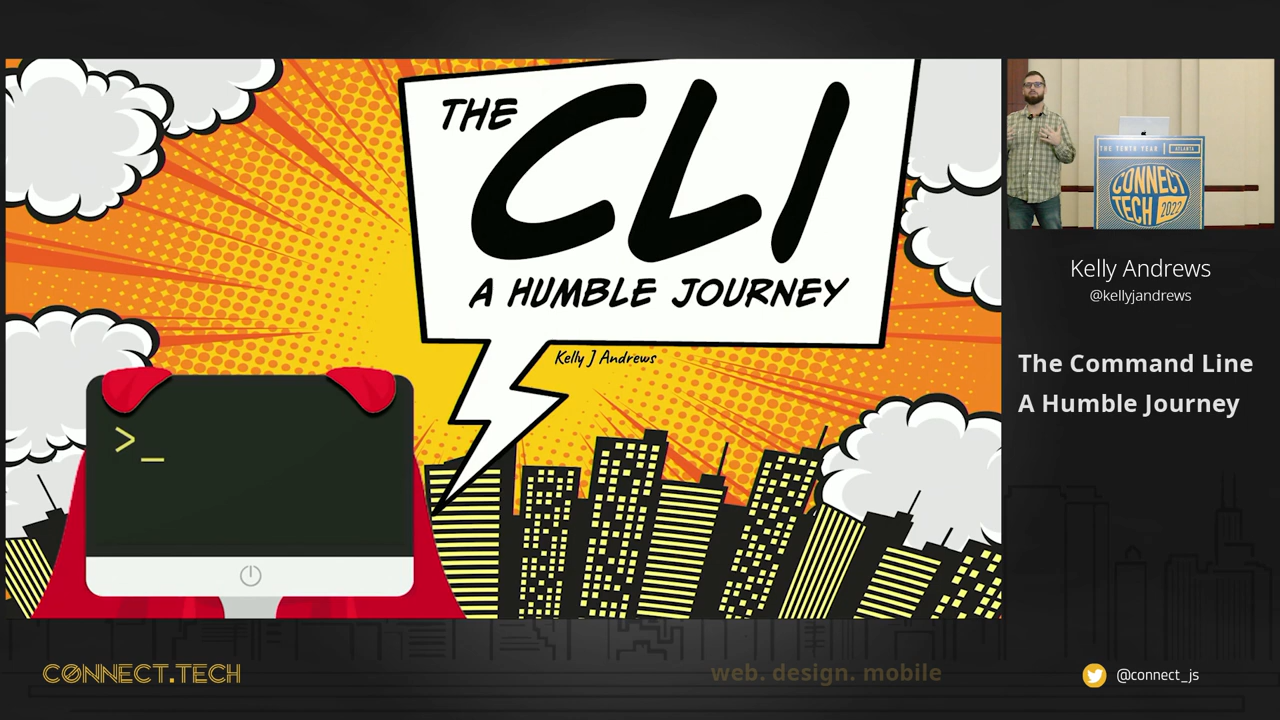 THE
CLI
A HUMBLE JOURNEY
Kelly J Andrews
>_
THE TENTH YEAR | ATLANTA
CONNECT
TECH
2022
Kelly Andrews
@kellyjandrews
The Command Line
A Humble Journey
CONNECT.TECH
web. design. mobile
@connect_js